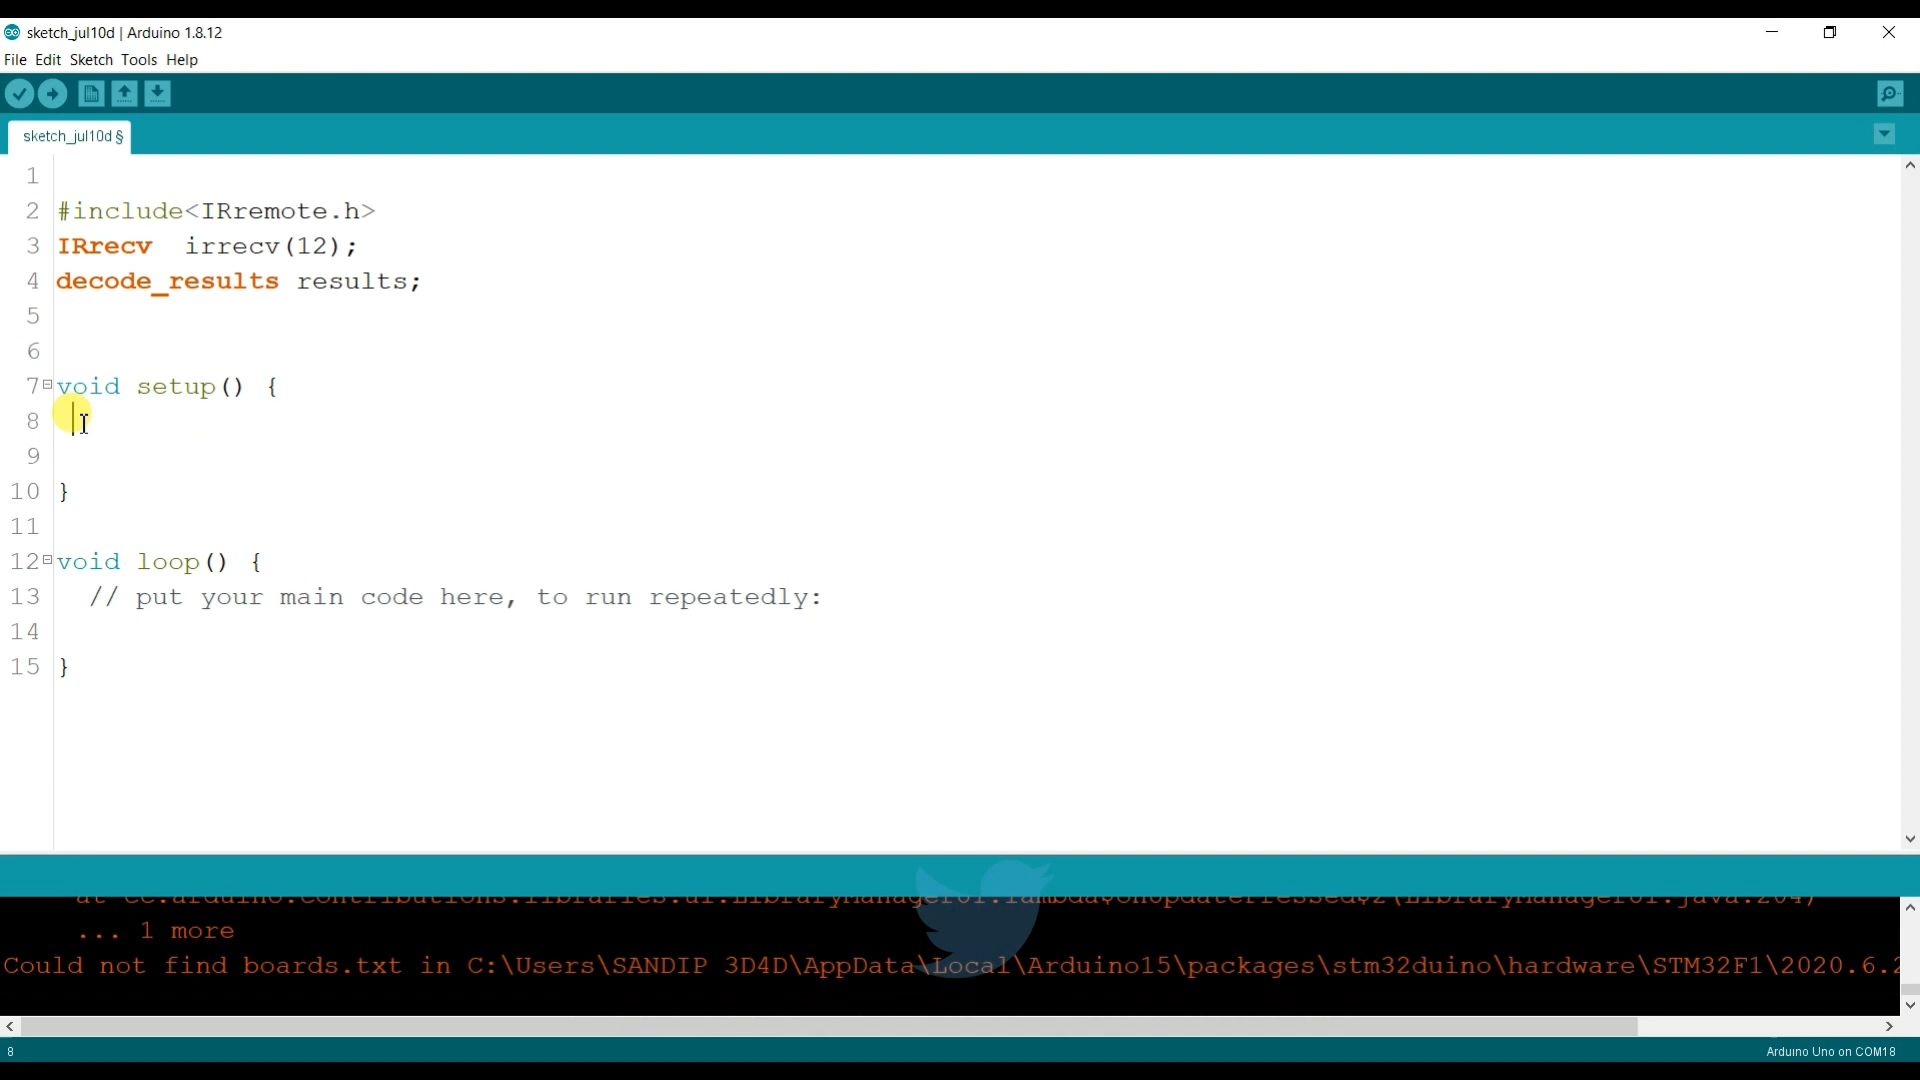 sketch_jul10d | Arduino 1.8.12
File Edit Sketch Tools Help
sketch_jul10d §
1
2 #include<IRremote.h>
3 IRrecv  irrecv(12);
4 decode_results results;
5
6
7 void setup() {
8
9
10 }
11
12 void loop() {
13   // put your main code here, to run repeatedly:
14
15 }
... 1 more
Could not find boards.txt in C:\Users\SANDIP 3D4D\AppData\Local\Arduino15\packages\stm32duino\hardware\STM32F1\2020.6.2
8
Arduino Uno on COM18